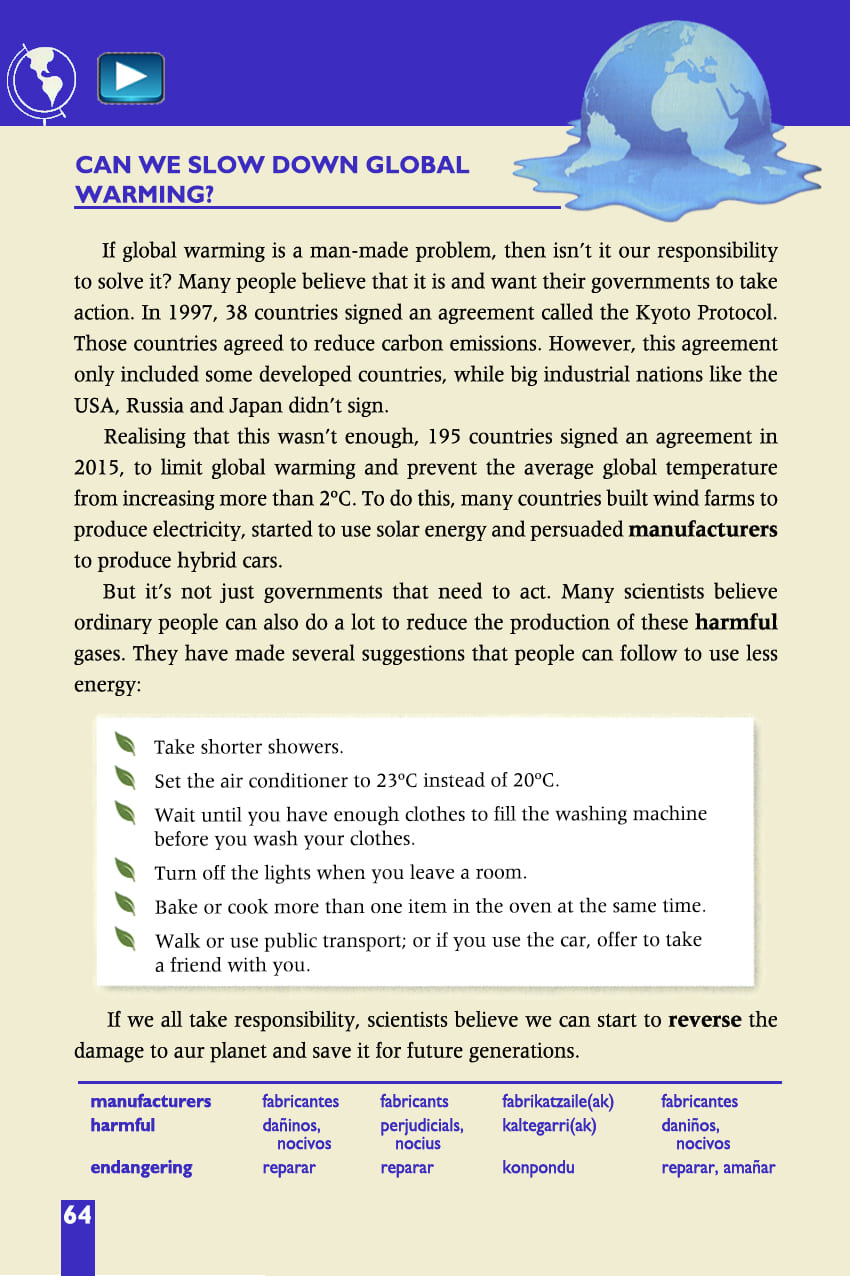 CAN WE SLOW DOWN GLOBAL
WARMING?
If global warming is a man-made problem, then isn’t it our responsibility
to solve it? Many people believe that it is and want their governments to take
action. In 1997, 38 countries signed an agreement called the Kyoto Protocol.
Those countries agreed to reduce carbon emissions. However, this agreement
only included some developed countries, while big industrial nations like the
USA, Russia and Japan didn’t sign.
Realising that this wasn’t enough, 195 countries signed an agreement in
2015, to limit global warming and prevent the average global temperature
from increasing more than 2ºC. To do this, many countries built wind farms to
produce electricity, started to use solar energy and persuaded manufacturers
to produce hybrid cars.
But it’s not just governments that need to act. Many scientists believe
ordinary people can also do a lot to reduce the production of these harmful
gases. They have made several suggestions that people can follow to use less
energy:
Take shorter showers.
Set the air conditioner to 23ºC instead of 20ºC.
Wait until you have enough clothes to fill the washing machine
before you wash your clothes.
Turn off the lights when you leave a room.
Bake or cook more than one item in the oven at the same time.
Walk or use public transport; or if you use the car, offer to take
a friend with you.
If we all take responsibility, scientists believe we can start to reverse the
damage to aur planet and save it for future generations.
manufacturers fabricantes fabricants fabrikatzaile(ak) fabricantes
harmful dañinos, perjudicials, kaltegarri(ak) daniños,
nocivos nocius nocivos
endangering reparar reparar konpondu reparar, amañar
64